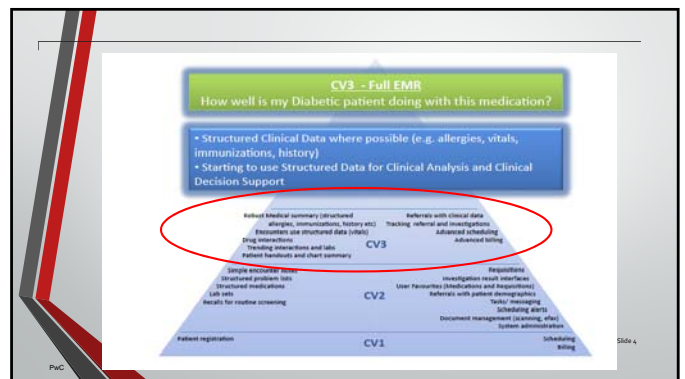 CV3 - Full EMR
How well is my Diabetic patient doing with this medication?
• Structured Clinical Data where possible (e.g. allergies, vitals,
immunizations, history)
• Starting to use Structured Data for Clinical Analysis and Clinical
Decision Support
Robust Medical summary (structured
allergies, immunizations, history etc)
Encounters use structured data (vitals)
Drug interactions
Trending interactions and labs
Patient handouts and chart summary
CV3
Referrals with clinical data
Tracking referral and investigations
Advanced scheduling
Advanced billing
Simple encounter notes
Structured problem lists
Structured medications
Lab sets
Recalls for routine screening
CV2
Requisitions
Investigation result interfaces
User favourites (Medications and Requisitions)
Referrals with patient demographics
Tasks/ messaging
Scheduling alerts
Document management (scanning, efax)
System administration
Patient registration
CV1
Scheduling
Billing
Slide 4
PwC